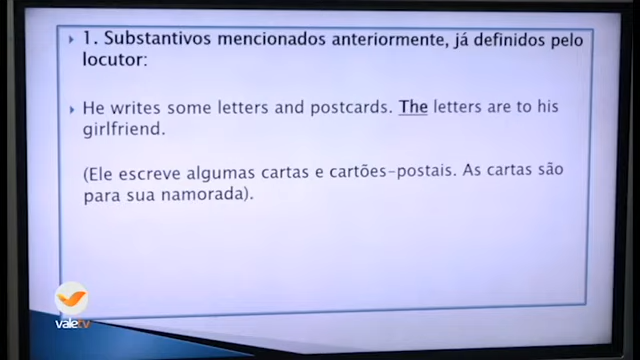 1. Substantivos mencionados anteriormente, já definidos pelo
locutor:
He writes some letters and postcards. The letters are to his
girlfriend.
(Ele escreve algumas cartas e cartões-postais. As cartas são
para sua namorada).
valetv